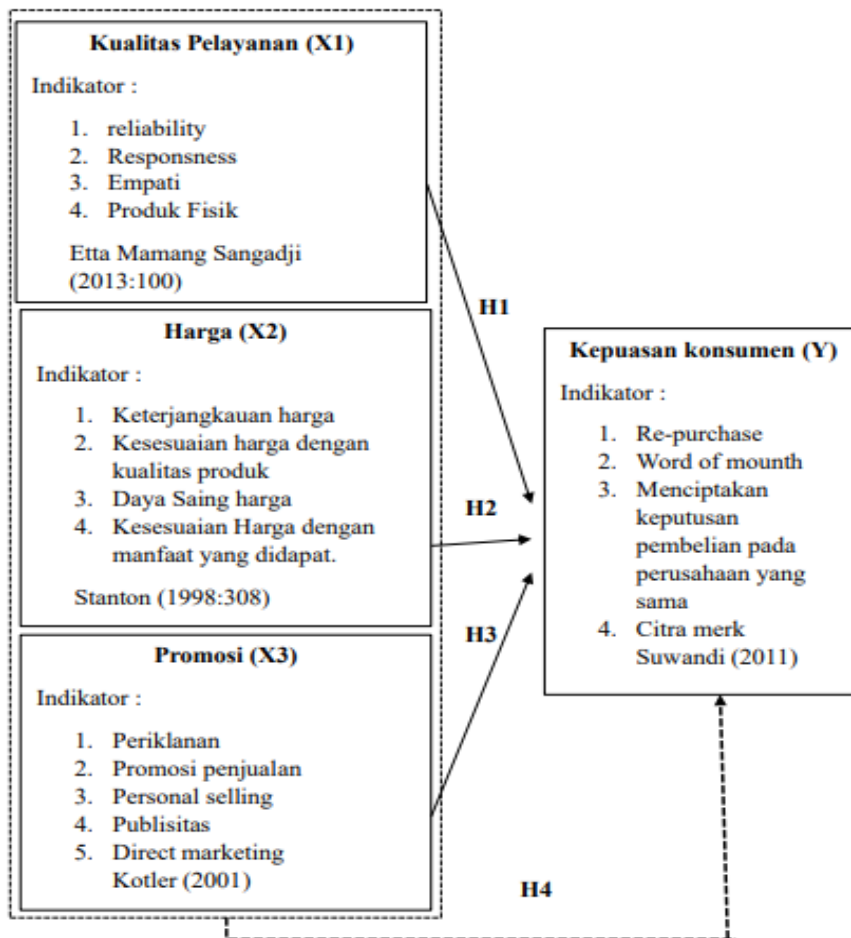 Kualitas Pelayanan (X1)
Indikator :
1. reliability
2. Responsness
3. Empati
4. Produk Fisik
Etta Mamang Sangadji
(2013:100)
Harga (X2)
Indikator :
1. Keterjangkauan harga
2. Kesesuaian harga dengan
kualitas produk
3. Daya Saing harga
4. Kesesuaian Harga dengan
manfaat yang didapat.
Stanton (1998:308)
Promosi (X3)
Indikator :
1. Periklanan
2. Promosi penjualan
3. Personal selling
4. Publisitas
5. Direct marketing
Kotler (2001)
H1
H2
H3
H4
Kepuasan konsumen (Y)
Indikator :
1. Re-purchase
2. Word of mounth
3. Menciptakan
keputusan
pembelian pada
perusahaan yang
sama
4. Citra merk
Suwandi (2011)